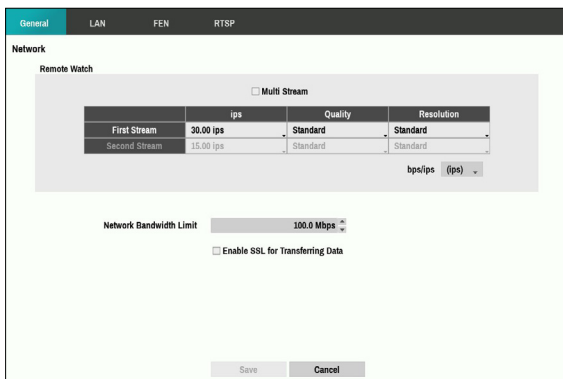 General LAN FEN RTSP
Network
Remote Watch
Multi Stream
ips Quality Resolution
First Stream 30.00 ips Standard Standard
Second Stream 15.00 ips Standard Standard
bps/ips (ips)
Network Bandwidth Limit 100.0 Mbps
Enable SSL for Transferring Data
Save Cancel